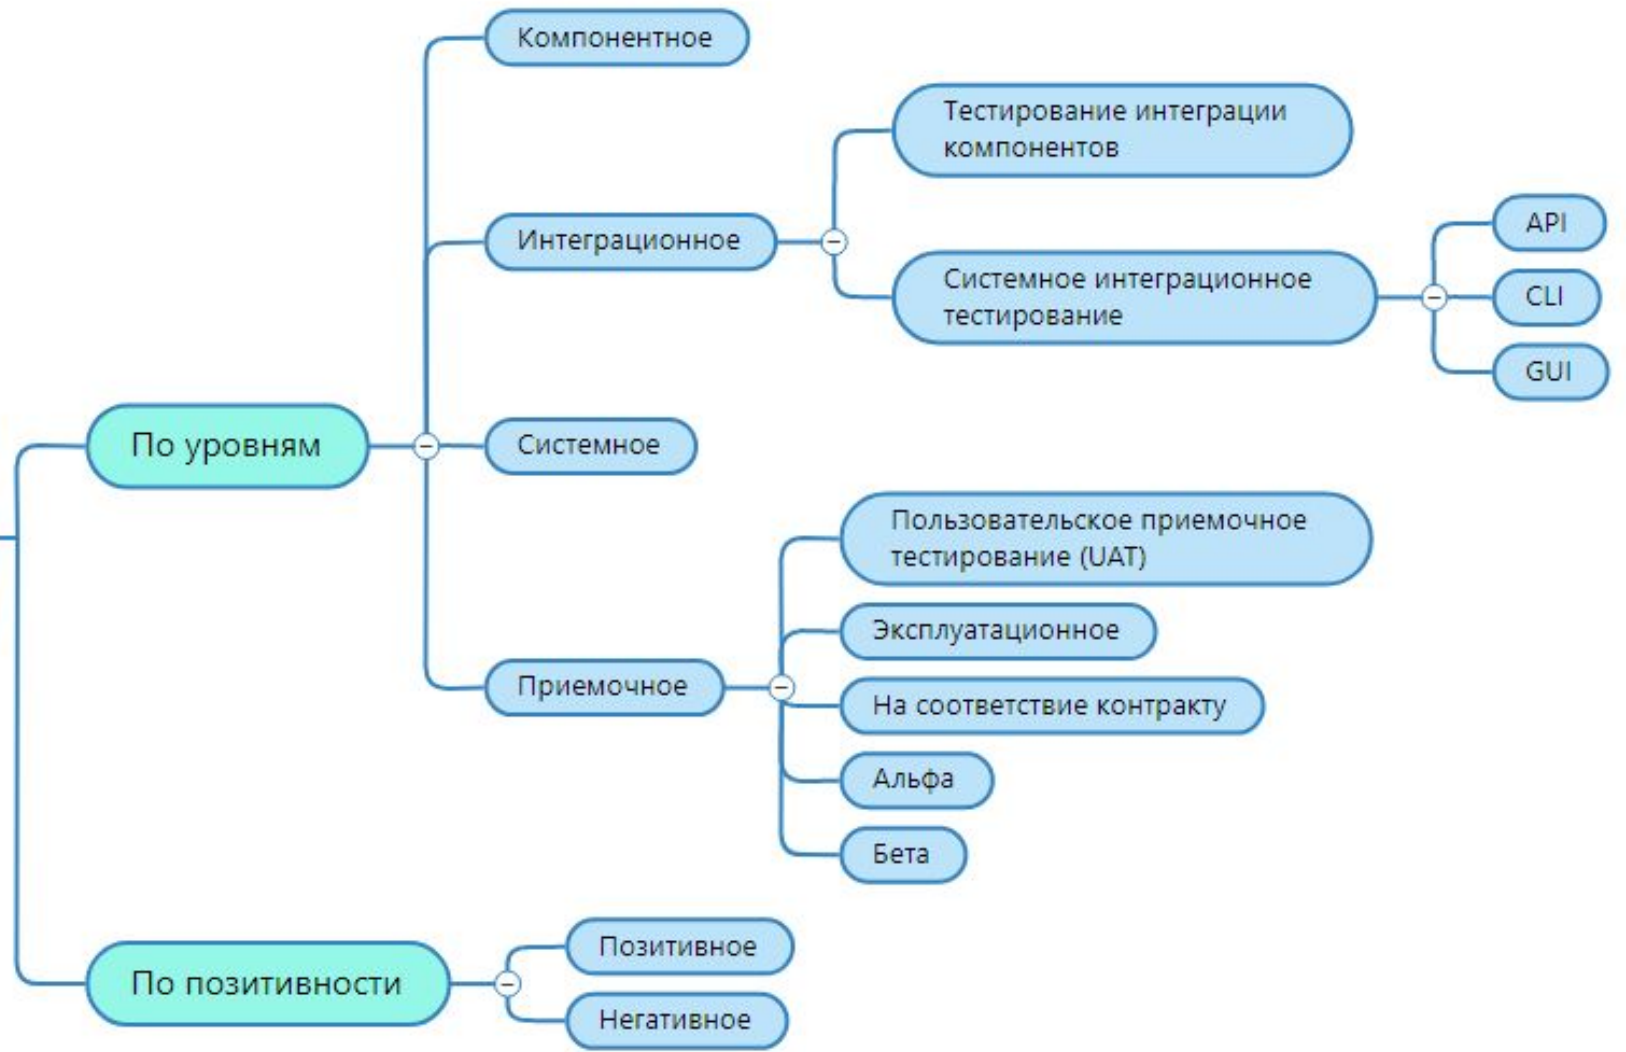 Компонентное
Тестирование интеграции
компонентов
Интеграционное
Системное интеграционное
тестирование
API
CLI
GUI
По уровням
Системное
Пользовательское приемочное
тестирование (UAT)
Эксплуатационное
Приемочное
На соответствие контракту
Альфа
Бета
По позитивности
Позитивное
Негативное